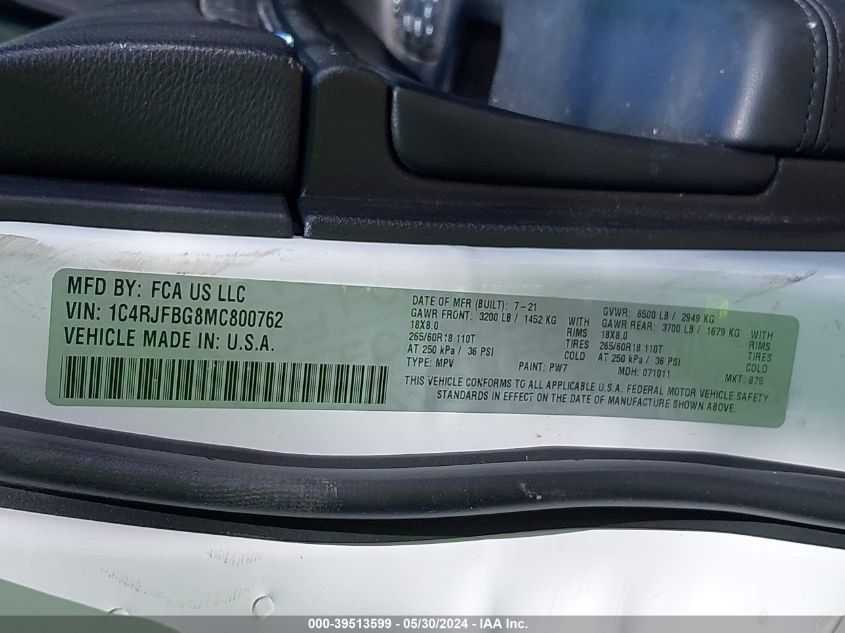 MFD BY: FCA US LLC
VIN: 1C4RJFBG8MC800762
VEHICLE MADE IN: U.S.A.
DATE OF MFR (BUILT): 7-21
GAWR FRONT: 3200 LB / 1452 KG WITH
18X8.0 RIMS
265/60R18 110T TIRES
AT 250 kPa / 36 PSI COLD
TYPE: MPV PAINT: PW7
GVWR: 6500 LB / 2949 KG
GAWR REAR: 3700 LB / 1679 KG WITH
18X8.0 RIMS
265/60R18 110T TIRES
AT 250 kPa / 36 PSI COLD
MDH: 071011 MKT: 875
THIS VEHICLE CONFORMS TO ALL APPLICABLE U.S.A. FEDERAL MOTOR VEHICLE SAFETY
STANDARDS IN EFFECT ON THE DATE OF MANUFACTURE SHOWN ABOVE.
000-39513599 - 05/30/2024 - IAA Inc.